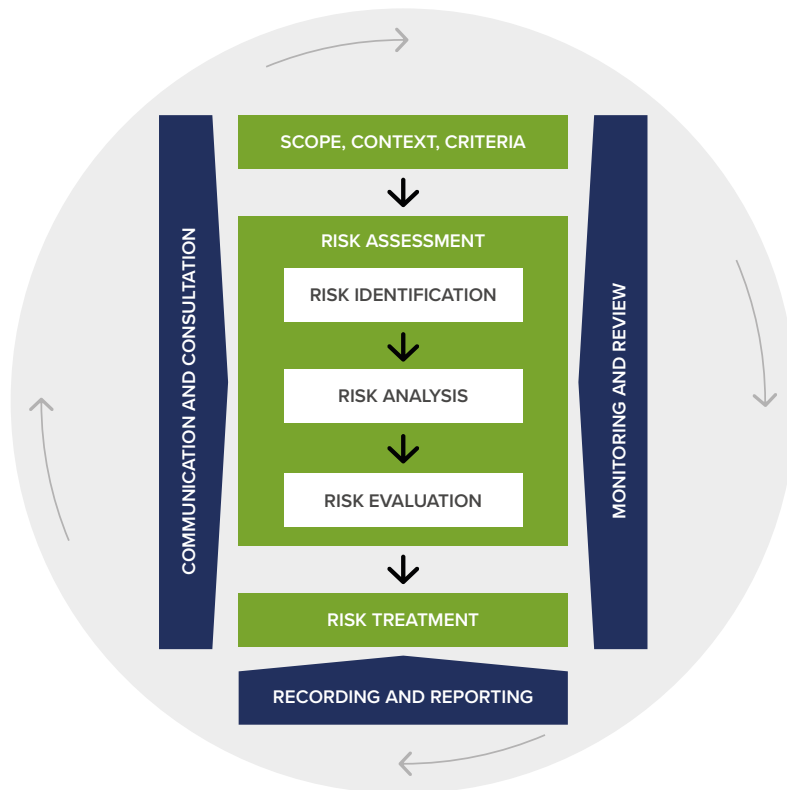 SCOPE, CONTEXT, CRITERIA
RISK ASSESSMENT
RISK IDENTIFICATION
RISK ANALYSIS
RISK EVALUATION
RISK TREATMENT
RECORDING AND REPORTING
COMMUNICATION AND CONSULTATION
MONITORING AND REVIEW